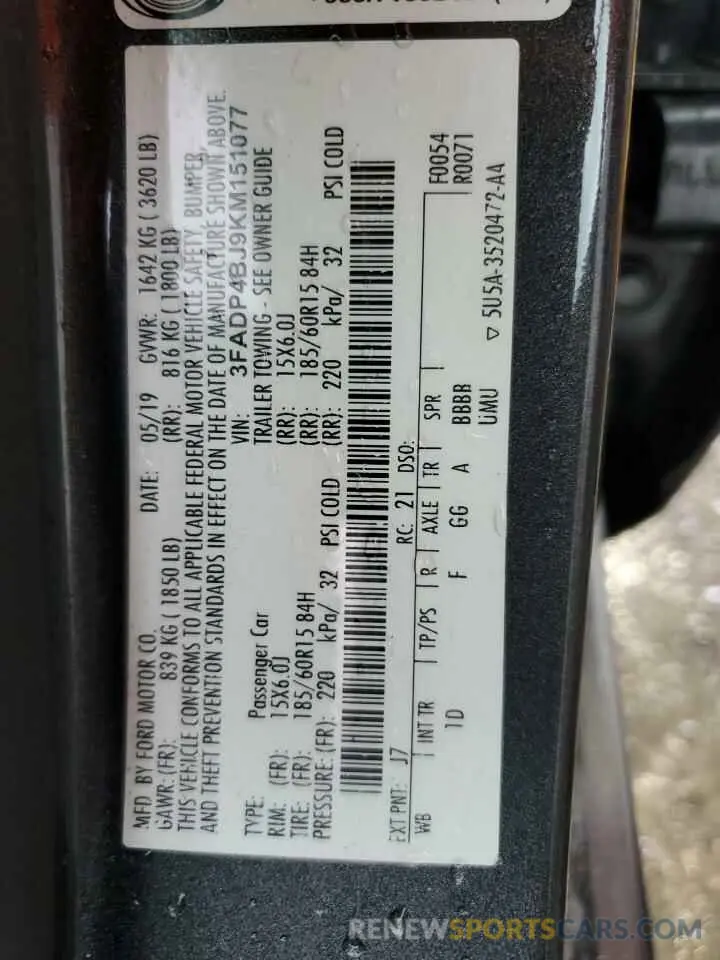 MFD BY FORD MOTOR CO. DATE: 05/19 GVWR: 1642 KG ( 3620 LB)
GAWR: (FR): 839 KG ( 1850 LB) (RR): 816 KG ( 1800 LB)
THIS VEHICLE CONFORMS TO ALL APPLICABLE FEDERAL MOTOR VEHICLE SAFETY, BUMPER,
AND THEFT PREVENTION STANDARDS IN EFFECT ON THE DATE OF MANUFACTURE SHOWN ABOVE.
VIN: 3FADP4BJ9KM151077
TYPE: Passenger Car TRAILER TOWING - SEE OWNER GUIDE
RIM: (FR): 15X6.0J (RR): 15X6.0J
TIRE: (FR): 185/60R15 84H (RR): 185/60R15 84H
PRESSURE: (FR): 220 kPa/ 32 PSI COLD (RR): 220 kPa/ 32 PSI COLD
EXT PNT: J7 RC: 21 DSO: F0054
WB INT TR TP/PS R AXLE TR SPR R0071
1D F GG A BBBR
UMU ▽ 5U5A-3520472-A4
RENEWSPORTSCARS.COM